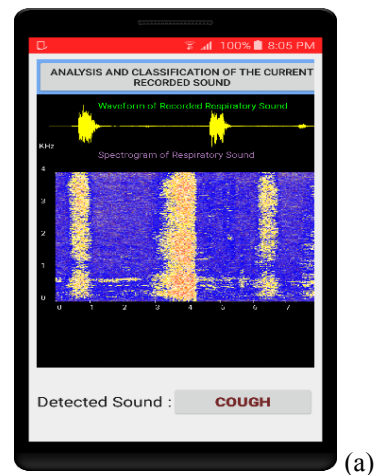 100% 8:05 PM
ANALYSIS AND CLASSIFICATION OF THE CURRENT
RECORDED SOUND
Waveform of Recorded Respiratory Sound
KHz
Spectrogram of Respiratory Sound
4
3
2
1
0
0 1 2 3 4 5 6 7
Detected Sound : COUGH
(a)